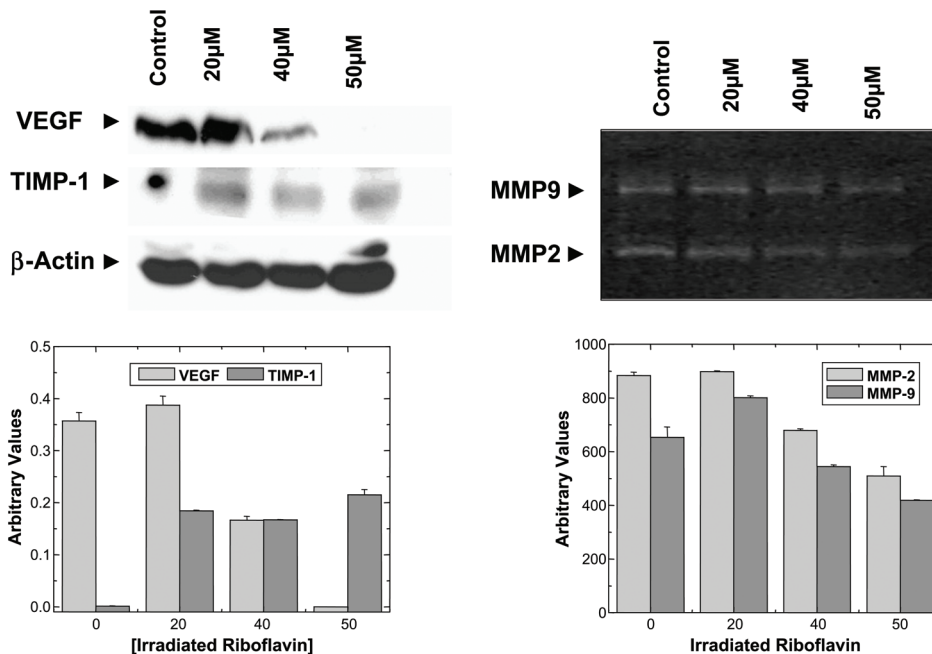 Control
20µM
40µM
50µM
VEGF
TIMP-1
β-Actin
Control
20µM
40µM
50µM
MMP9
MMP2
0.5
0.4
0.3
0.2
0.1
0.0
Arbitrary Values
VEGF TIMP-1
0 20 40 50
[Irradiated Riboflavin]
1000
800
600
400
200
0
Arbitrary Values
MMP-2
MMP-9
0 20 40 50
Irradiated Riboflavin